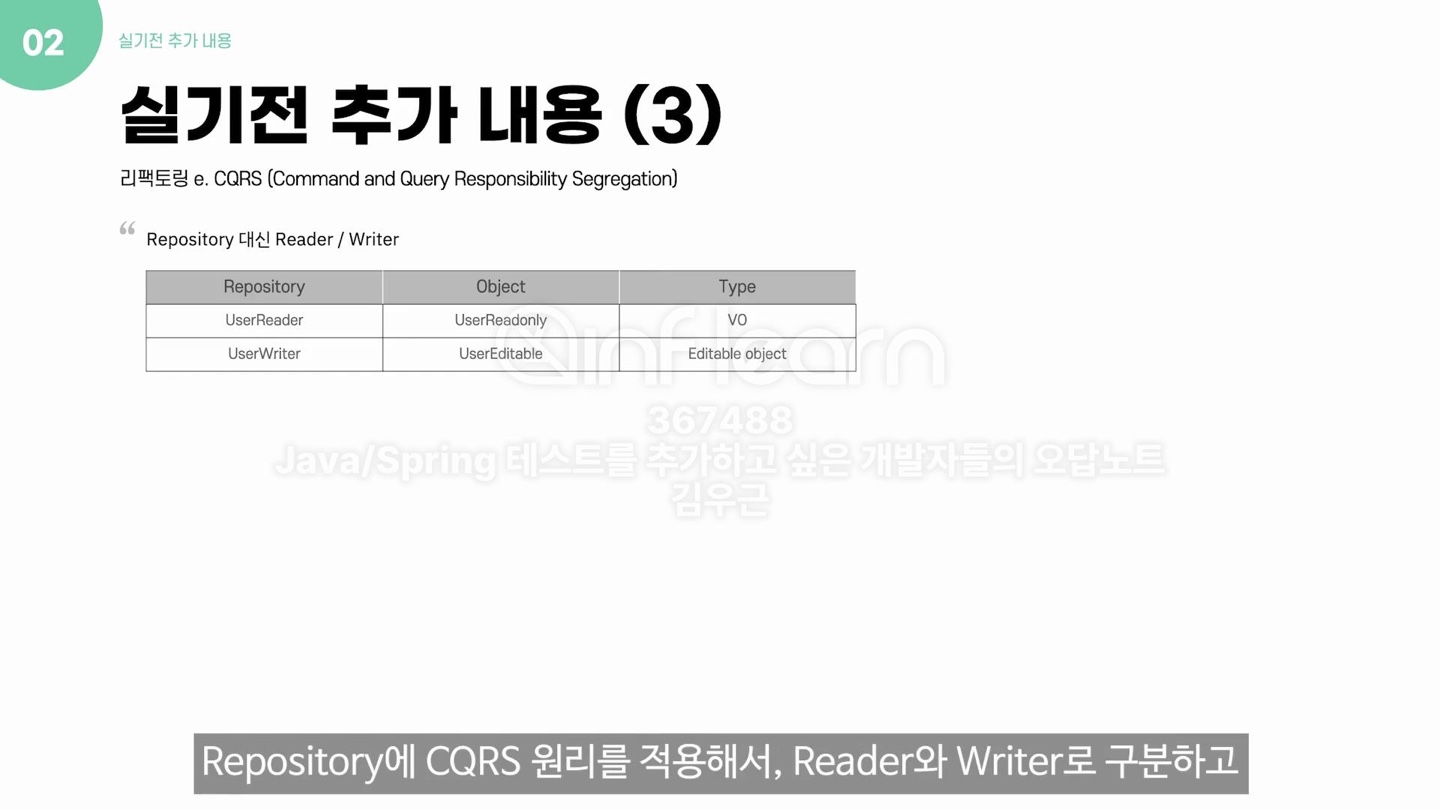 02
실기전 추가 내용
실기전 추가 내용 (3)
리팩토링 e. CQRS (Command and Query Responsibility Segregation)
“ Repository 대신 Reader / Writer
Repository Object Type
UserReader UserReadonly VO
UserWriter UserEditable Editable object
inflearn
367488
Java/Spring 테스트를 추가하고 싶은 개발자들의 오답노트
김우근
Repository에 CQRS 원리를 적용해서, Reader와 Writer로 구분하고